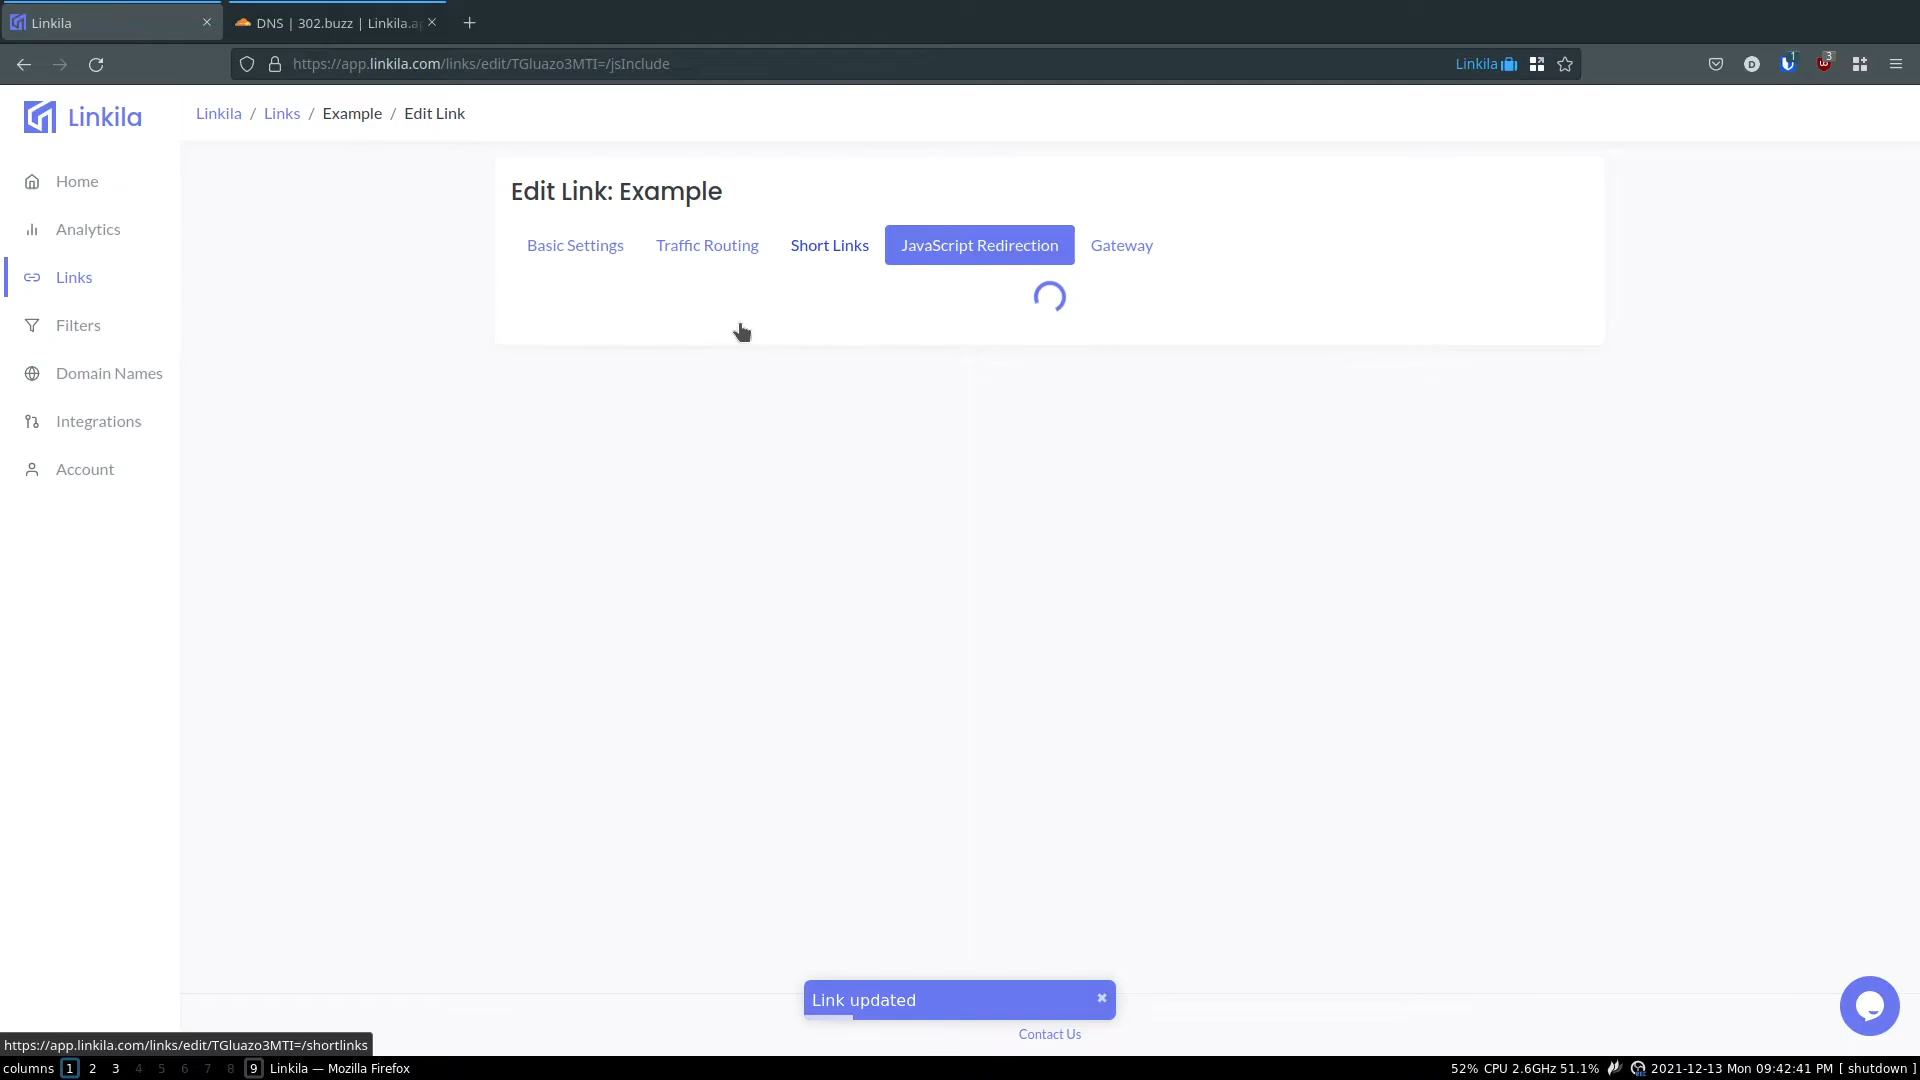 Linkila
DNS | 302.buzz | Linkila.a
https://app.linkila.com/links/edit/TGluazo3MTI=/jsInclude
Linkila
1
3
Linkila
Linkila / Links / Example / Edit Link
Home
Analytics
Links
Filters
Domain Names
Integrations
Account
Edit Link: Example
Basic Settings
Traffic Routing
Short Links
JavaScript Redirection
Gateway
Link updated
Contact Us
https://app.linkila.com/links/edit/TGluazo3MTI=/shortlinks
columns 1 2 3 4 5 6 7 8 9 Linkila — Mozilla Firefox
52% CPU 2.6GHz 51.1% 2021-12-13 Mon 09:42:41 PM [ shutdown ]